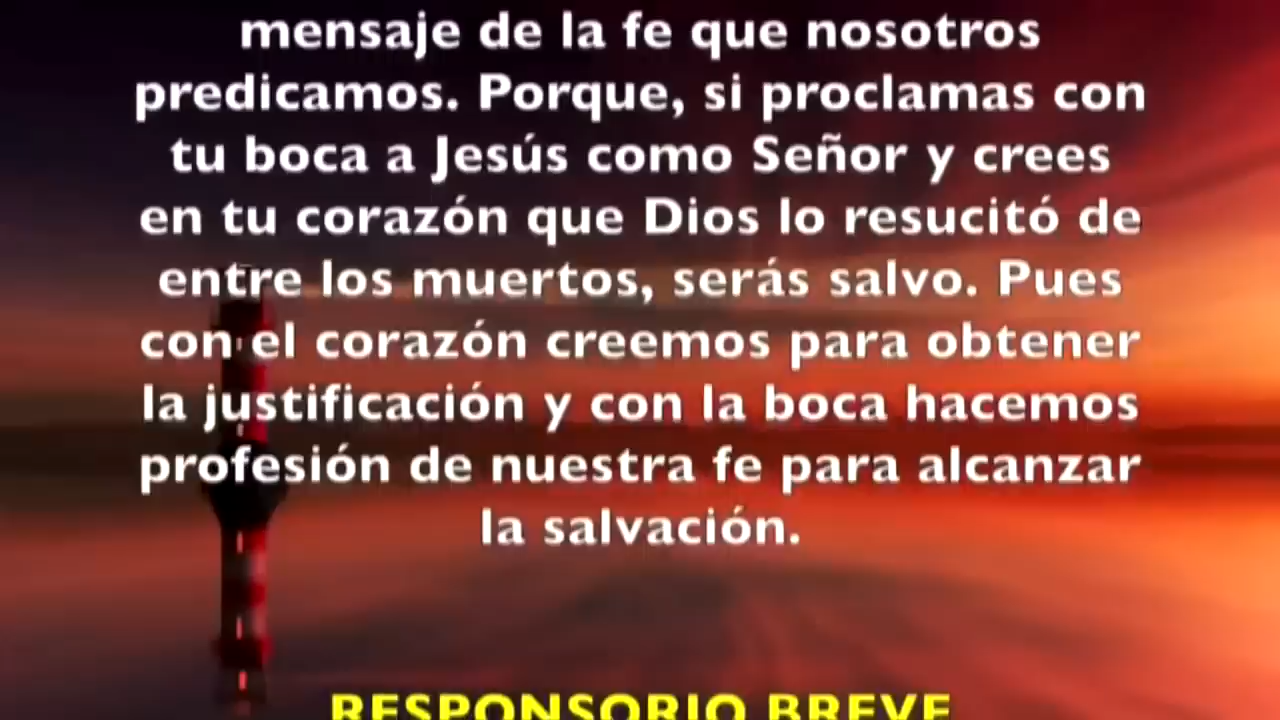 mensaje de la fe que nosotros
predicamos. Porque, si proclamas con
tu boca a Jesús como Señor y crees
en tu corazón que Dios lo resucitó de
entre los muertos, serás salvo. Pues
con el corazón creemos para obtener
la justificación y con la boca hacemos
profesión de nuestra fe para alcanzar
la salvación.
RESPONSORIO BREVE